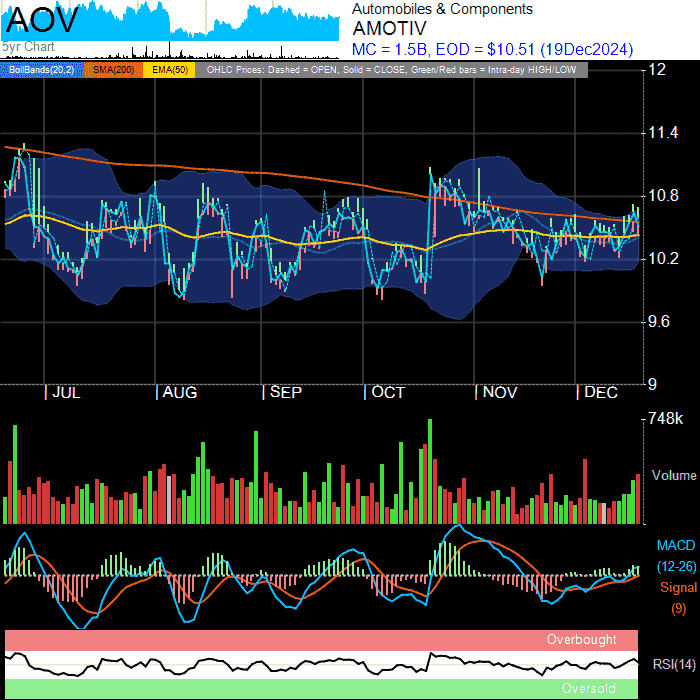 AOV
5yr Chart
Automobiles & Components
AMOTIV
MC = 1.5B, EOD = $10.51 (19Dec2024)
BollBands(20,2) SMA(200) EMA(50) OHLC Prices: Dashed = OPEN, Solid = CLOSE, Green/Red bars = Intra-day HIGH/LOW
12
11.4
10.8
10.2
9.6
9
JUL AUG SEP OCT NOV DEC
748k
Volume
MACD
(12-26)
Signal
(9)
Overbought
RSI(14)
Oversold